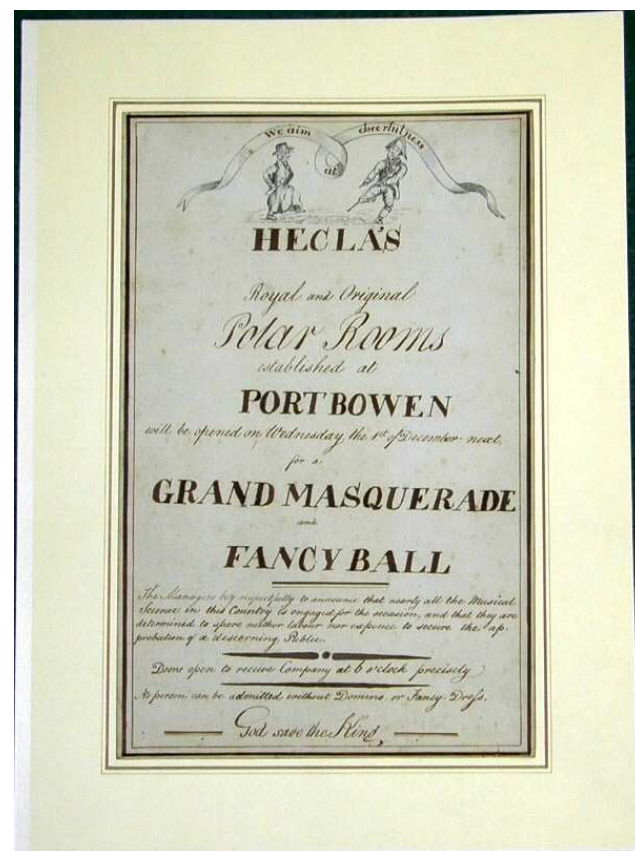 We aim at cheerfulness
HECLA'S
Royal and Original
Polar Rooms
established at
PORT BOWEN
will be opened on Wednesday, the 1st of December next,
for a
GRAND MASQUERADE
and
FANCY BALL
The Managers beg respectfully to announce that nearly all the Musical
Science in this Country is engaged for the occasion, and that they are
determined to spare neither labour nor expence to secure the ap-
probation of a discerning Public.
Doors open to receive Company at 6 o'clock precisely
No person can be admitted without Domino or Fancy Dress.
God save the King